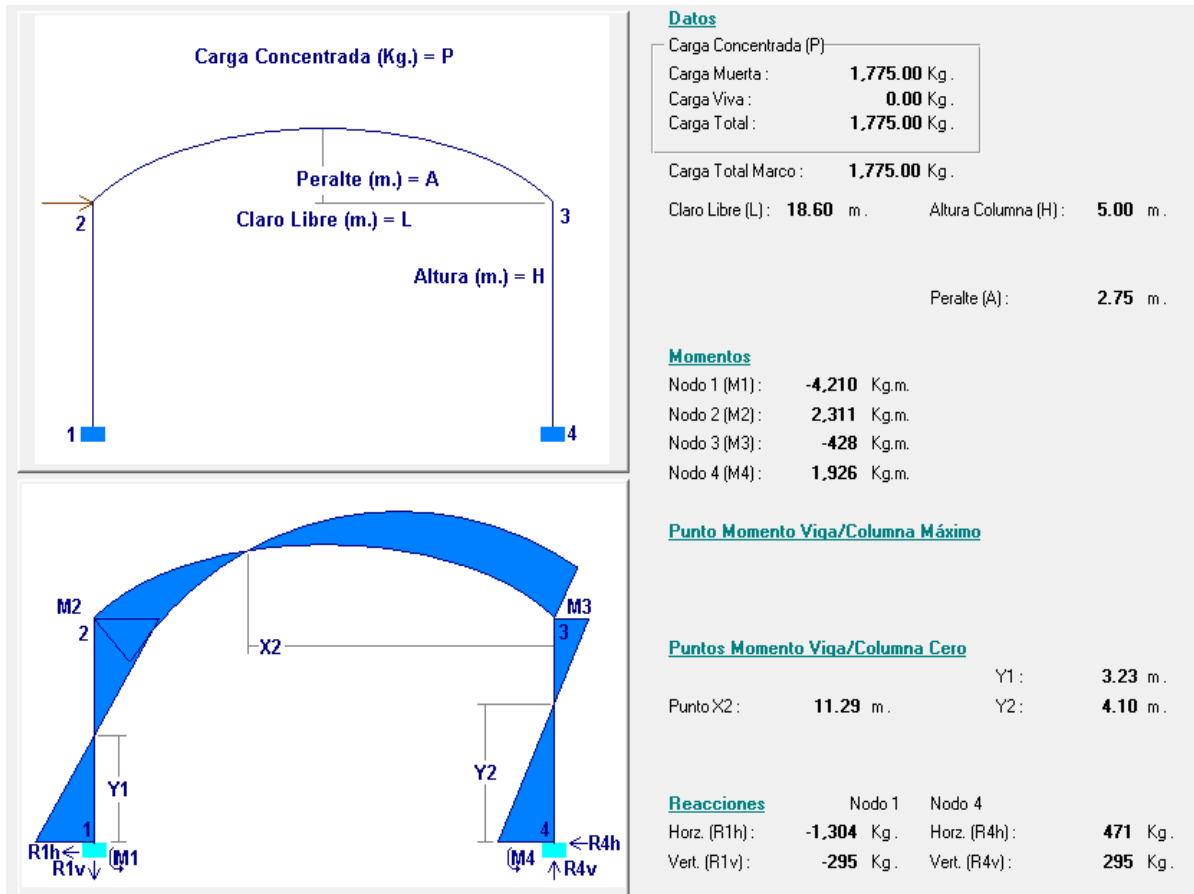 Carga Concentrada (Kg.) = P
Peralte (m.) = A
2
Claro Libre (m.) = L
3
Altura (m.) = H
1
4
M2
2
M3
3
X2
Y1
Y2
1
4
R1h
(M1
R1v
(M4
R4h
R4v
Datos
Carga Concentrada (P)
Carga Muerta : 1,775.00 Kg.
Carga Viva : 0.00 Kg.
Carga Total : 1,775.00 Kg.
Carga Total Marco : 1,775.00 Kg.
Claro Libre (L) : 18.60 m. Altura Columna (H) : 5.00 m.
Peralte (A) : 2.75 m.
Momentos
Nodo 1 (M1) : -4,210 Kg.m.
Nodo 2 (M2) : 2,311 Kg.m.
Nodo 3 (M3) : -428 Kg.m.
Nodo 4 (M4) : 1,926 Kg.m.
Punto Momento Viga/Columna Máximo
Puntos Momento Viga/Columna Cero
Y1 : 3.23 m.
Punto X2 : 11.29 m. Y2 : 4.10 m.
Reacciones Nodo 1 Nodo 4
Horz. (R1h) : -1,304 Kg. Horz. (R4h) : 471 Kg.
Vert. (R1v) : -295 Kg. Vert. (R4v) : 295 Kg.